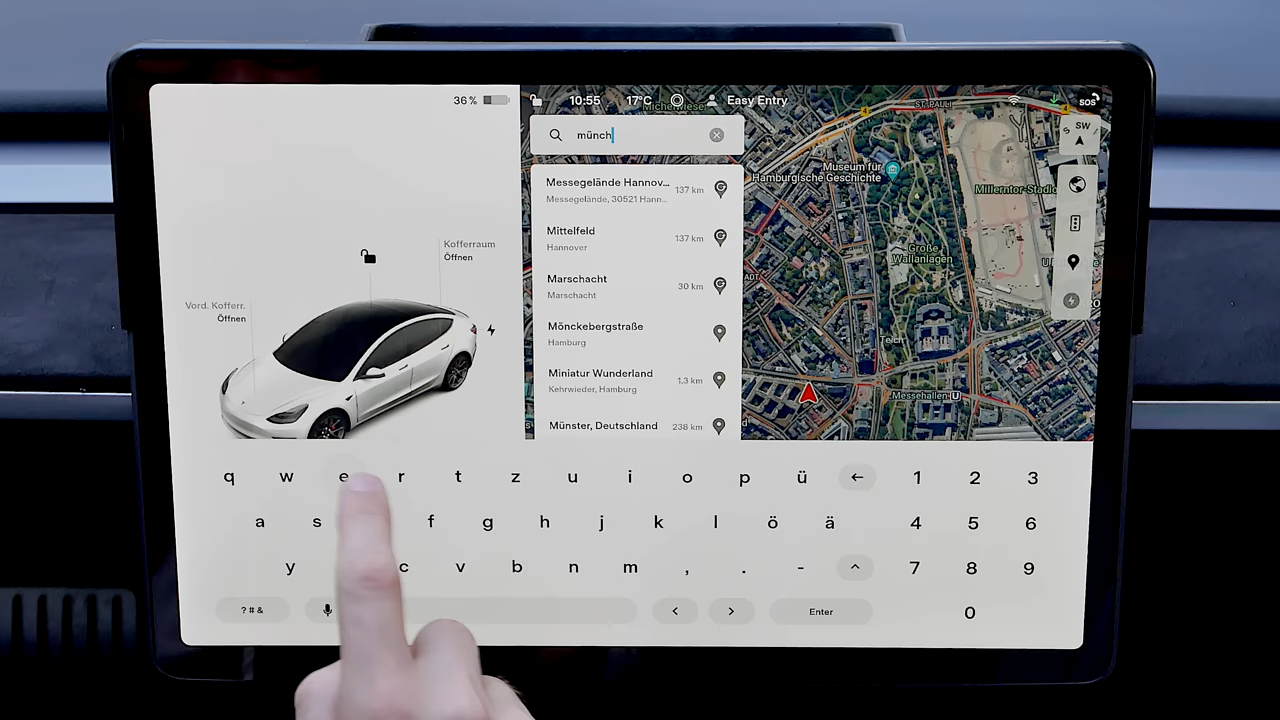 36 %
10:55 17°C Easy Entry
SOS
münch
Messegelände Hannov... 137 km
Messegelände, 30521 Hann...
Mittelfeld 137 km
Hannover
Marschacht 30 km
Marschacht
Mönckebergstraße
Hamburg
Miniatur Wunderland 1,3 km
Kehrwieder, Hamburg
Münster, Deutschland 238 km
Kofferraum
Öffnen
Vord. Kofferr.
Öffnen
ST. PAULI
4
4
SW
S
Museum für
Hamburgische Geschichte
Millerntor-Stadio
Große
Wallanlagen
Teich
Messehallen U
q w e r t z u i o p ü ← 1 2 3
a s f g h j k l ö ä 4 5 6
y c v b n m , . - ^ 7 8 9
? # & < > Enter 0